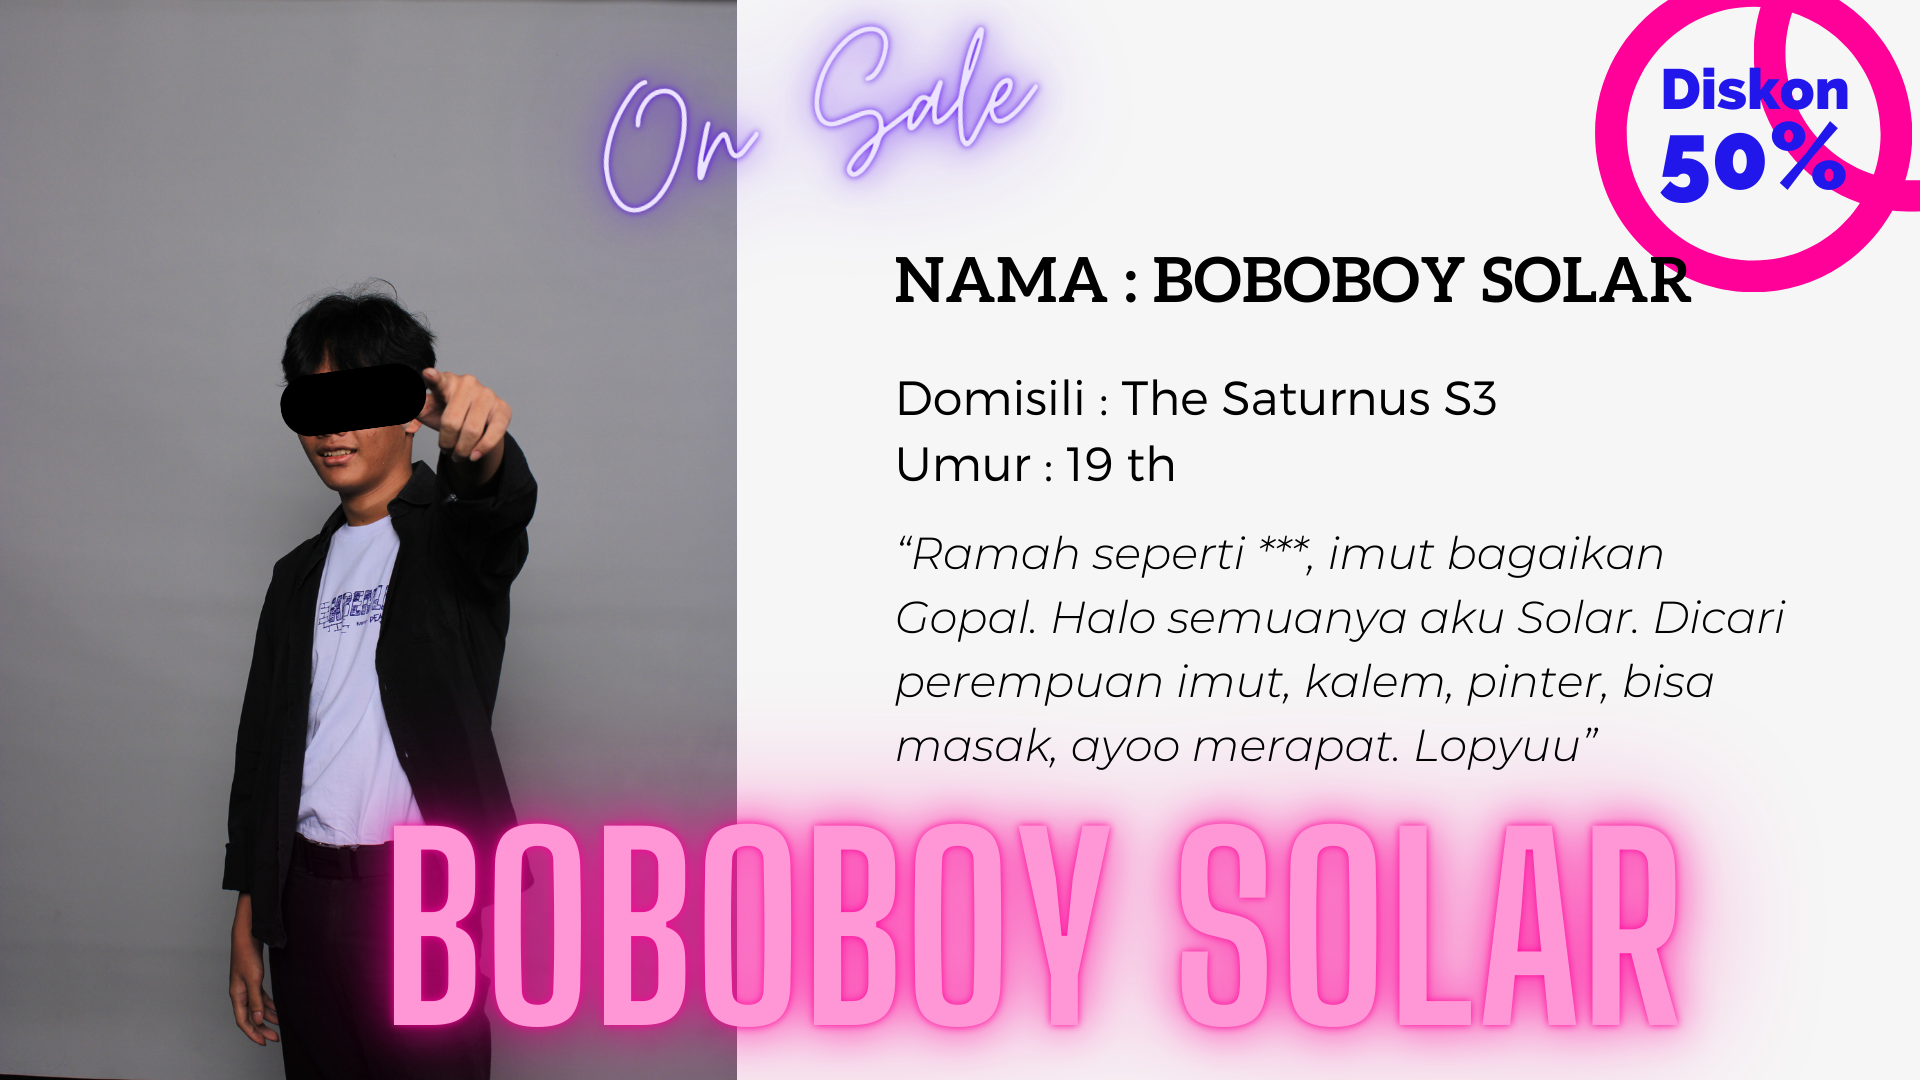 On Sale
Diskon
50%
NAMA : BOBOBOY SOLAR
Domisili : The Saturnus S3
Umur : 19 th
“Ramah seperti ***, imut bagaikan
Gopal. Halo semuanya aku Solar. Dicari
perempuan imut, kalem, pinter, bisa
masak, ayoo merapat. Lopyuu”
BOBOBOY SOLAR